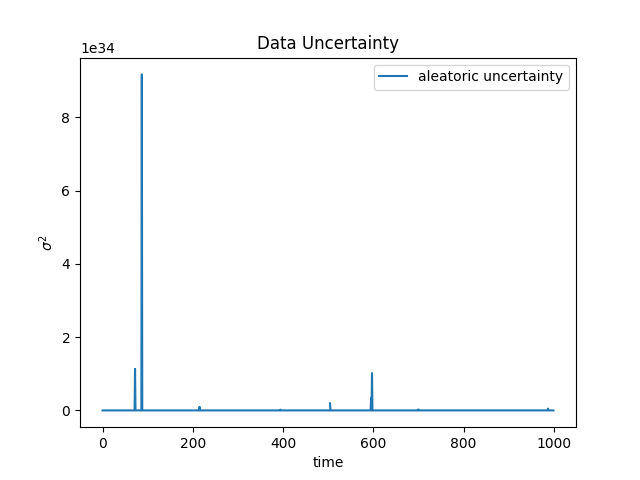 Data Uncertainty
1e34
aleatoric uncertainty
8
6
4
2
0
σ²
0 200 400 600 800 1000
time